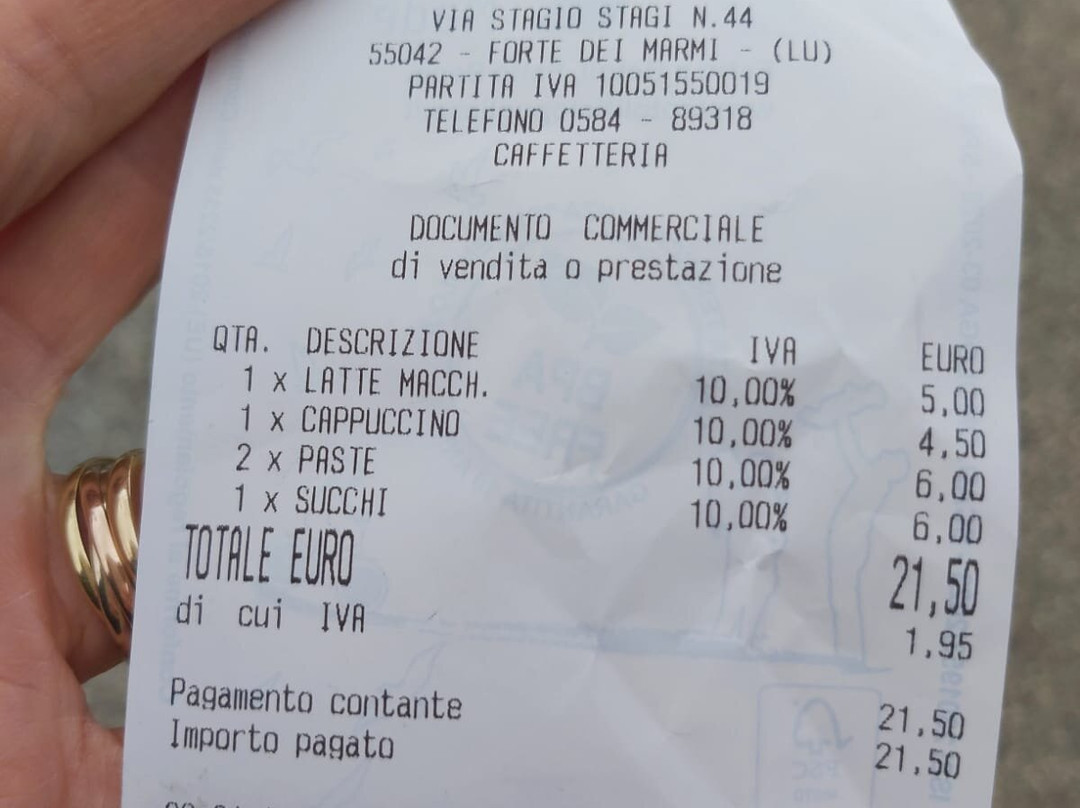 VIA STAGIO STAGI N.44
55042 - FORTE DEI MARMI - (LU)
PARTITA IVA 10051550019
TELEFONO 0584 - 89318
CAFFETTERIA
DOCUMENTO COMMERCIALE
di vendita o prestazione
QTA. DESCRIZIONE IVA EURO
1 x LATTE MACCH. 10,00% 5,00
1 x CAPPUCCINO 10,00% 4,50
2 x PASTE 10,00% 6,00
1 x SUCCHI 10,00% 6,00
TOTALE EURO 21,50
di cui IVA 1,95
Pagamento contante 21,50
Importo pagato 21,50